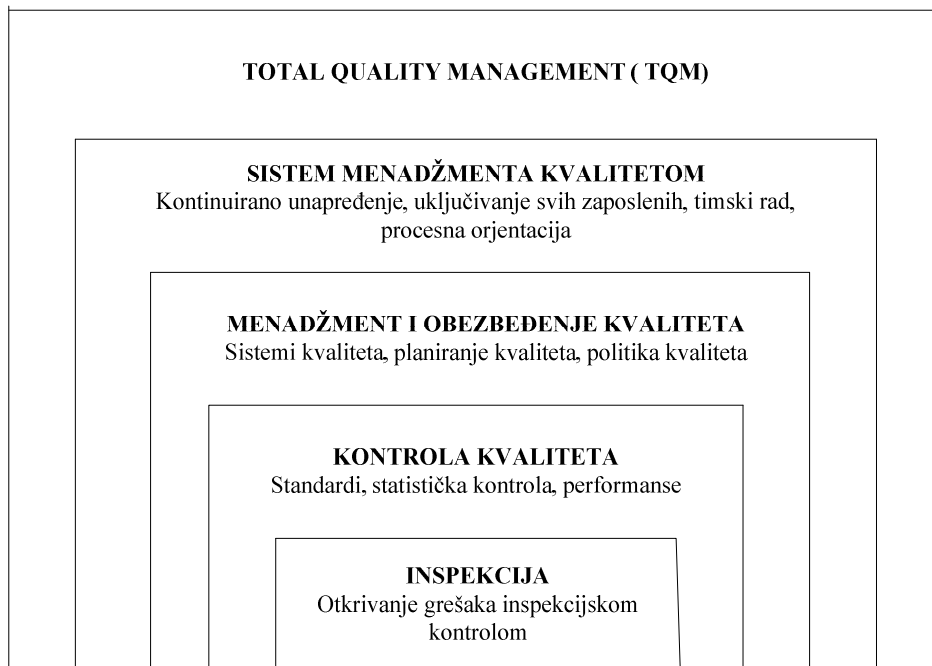 TOTAL QUALITY MANAGEMENT ( TQM)
SISTEM MENADŽMENTA KVALITETOM
Kontinuirano unapređenje, uključivanje svih zaposlenih, timski rad,
procesna orjentacija
MENADŽMENT I OBEZBEĐENJE KVALITETA
Sistemi kvaliteta, planiranje kvaliteta, politika kvaliteta
KONTROLA KVALITETA
Standardi, statistička kontrola, performanse
INSPEKCIJA
Otkrivanje grešaka inspekcijskom
kontrolom